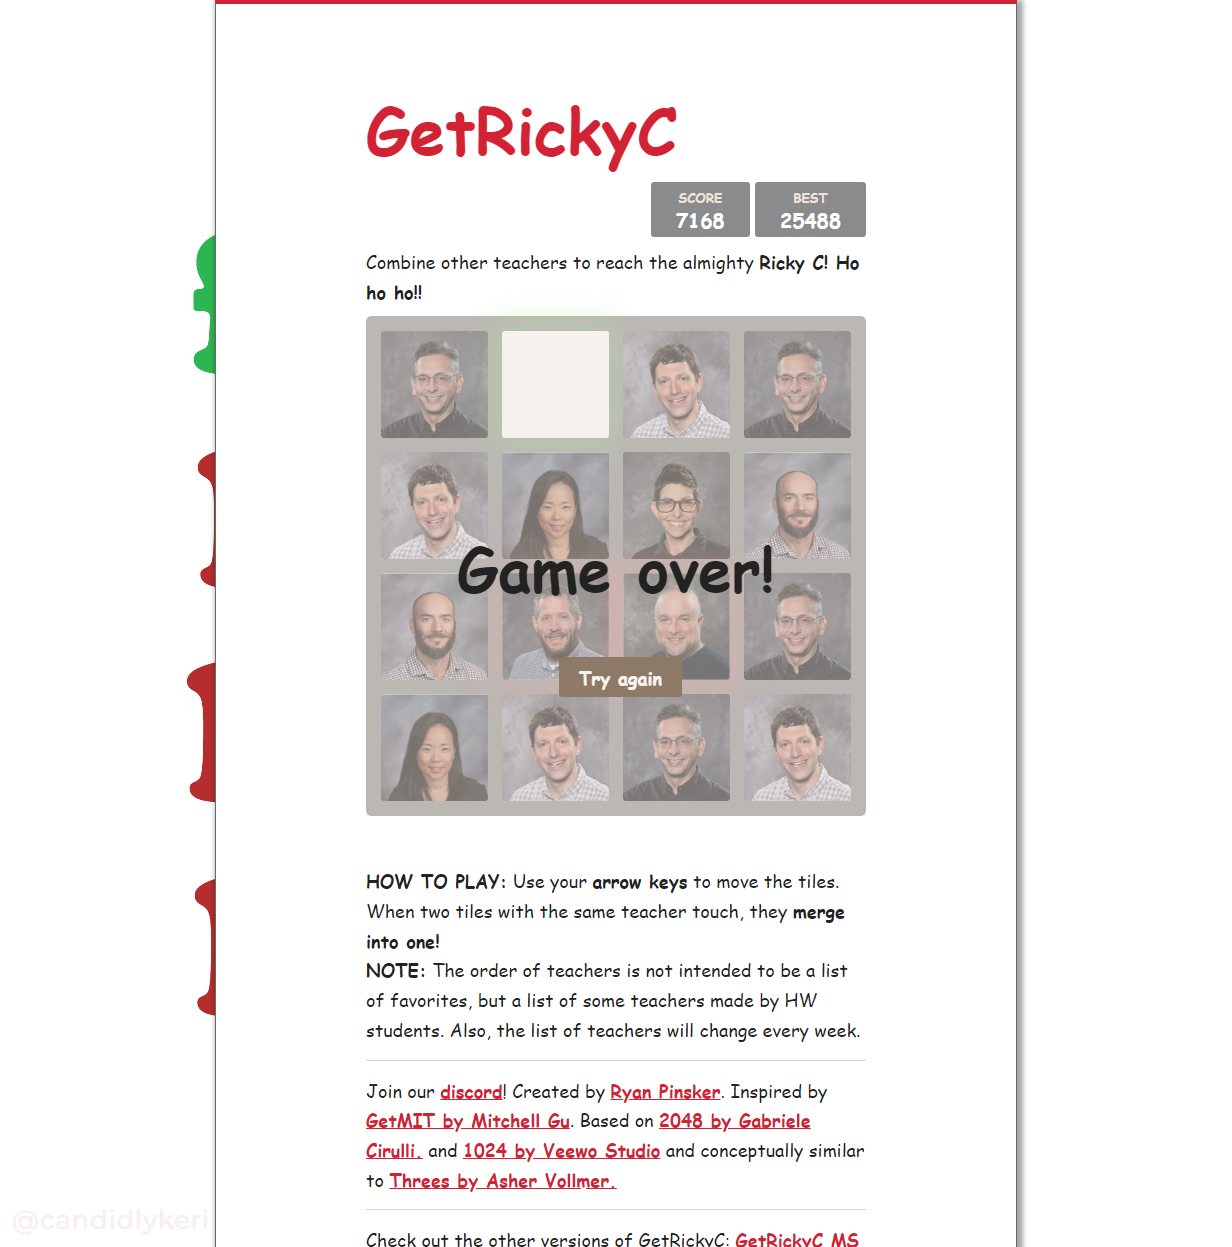 GetRickyC
SCORE
7168
BEST
25488
Combine other teachers to reach the almighty Ricky C! Ho
ho ho!!
Game over!
Try again
HOW TO PLAY: Use your arrow keys to move the tiles.
When two tiles with the same teacher touch, they merge
into one!
NOTE: The order of teachers is not intended to be a list
of favorites, but a list of some teachers made by HW
students. Also, the list of teachers will change every week.
Join our discord! Created by Ryan Pinsker. Inspired by
GetMIT by Mitchell Gu. Based on 2048 by Gabriele
Cirulli. and 1024 by Veewo Studio and conceptually similar
to Threes by Asher Vollmer.
Check out the other versions of GetRickyC: GetRickyC MS
@candidlykeri